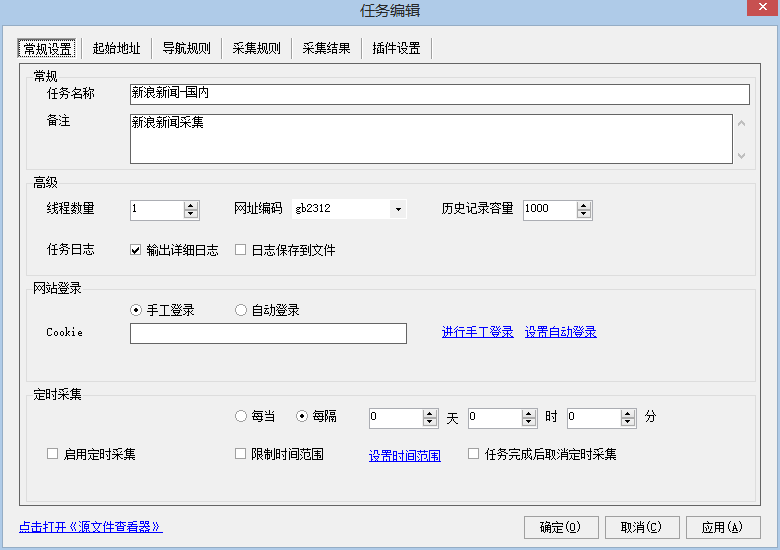 任务编辑
常规设置 起始地址 导航规则 采集规则 采集结果 插件设置
常规
任务名称 新浪新闻-国内
备注 新浪新闻采集
高级
线程数量 1 网址编码 gb2312 历史记录容量 1000
任务日志 输出详细日志 日志保存到文件
网站登录
手工登录 自动登录
Cookie 进行手工登录 设置自动登录
定时采集
每当 每隔 0 天 0 时 0 分
启用定时采集 限制时间范围 设置时间范围 任务完成后取消定时采集
点击打开《源文件查看器》 确定(O) 取消(C) 应用(A)